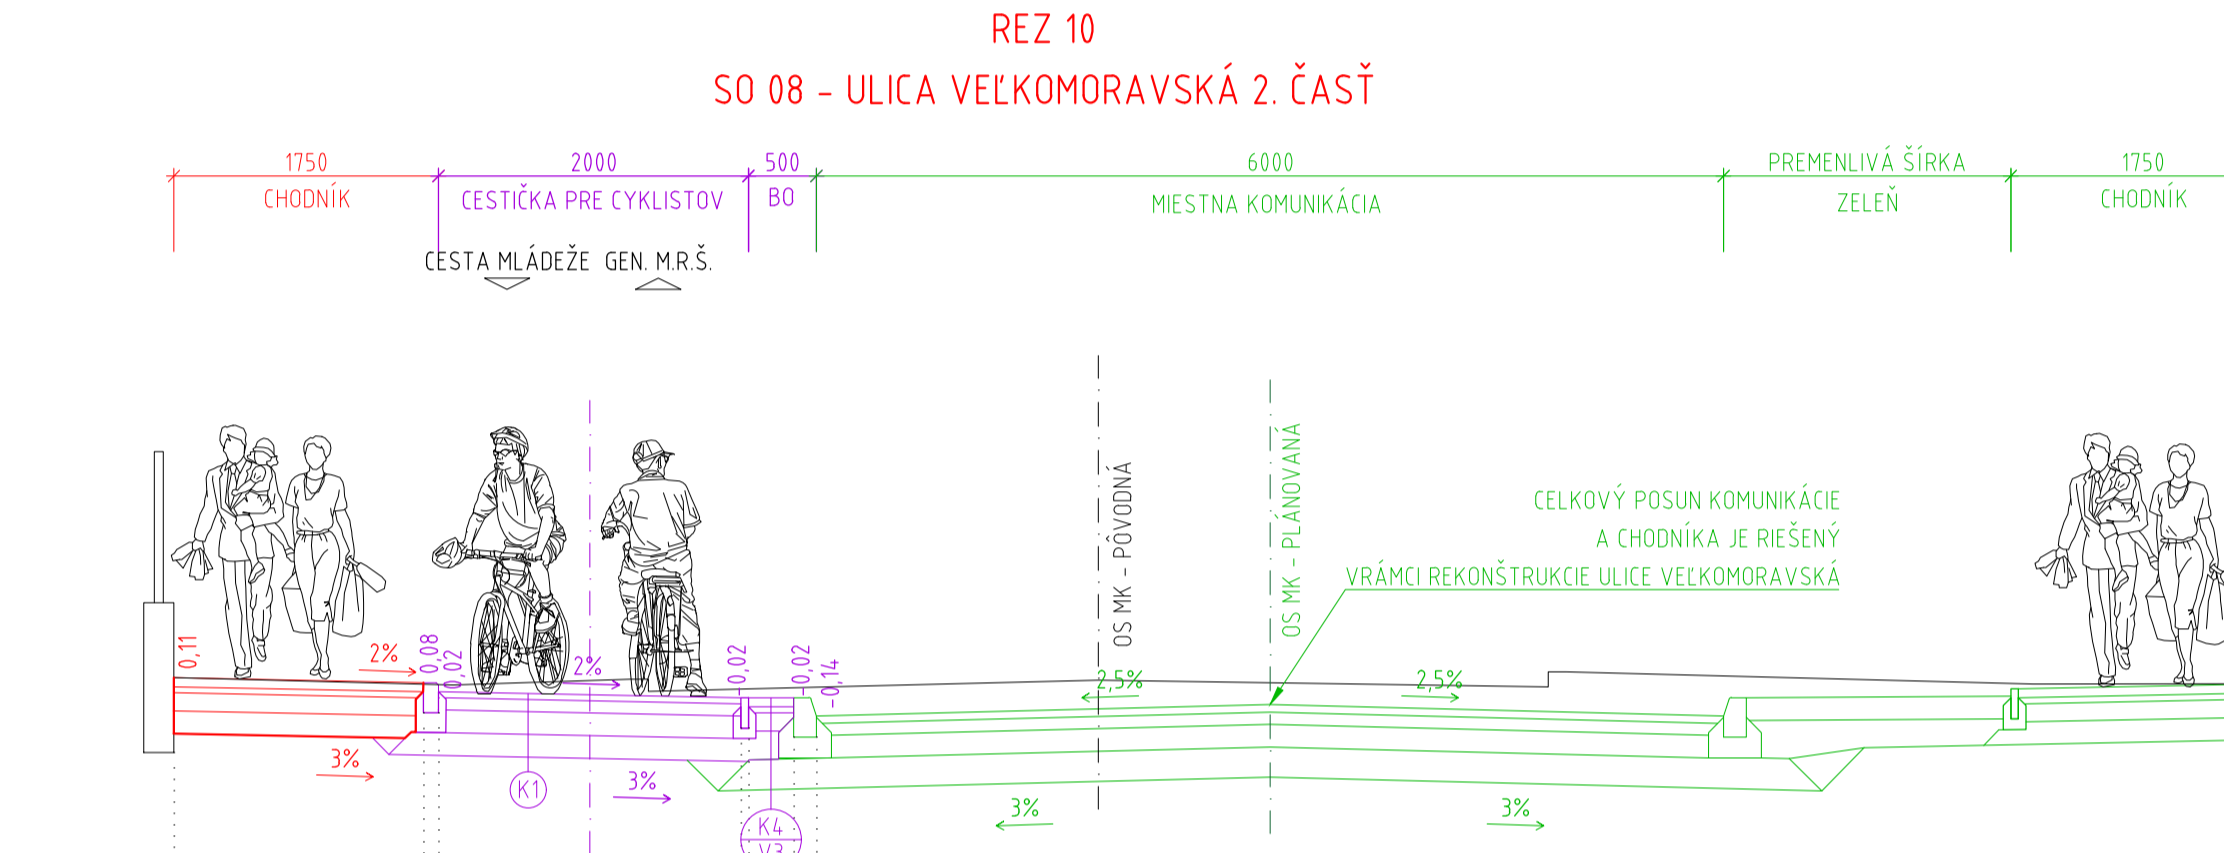 REZ 10
SO 08 - ULICA VEĽKOMORAVSKÁ 2. ČASŤ
1750
2000
500
6000
PREMENLIVÁ ŠÍRKA
1750
CHODNÍK
CESTIČKA PRE CYKLISTOV
BO
MIESTNA KOMUNIKÁCIA
ZELEŇ
CHODNÍK
CESTA MLÁDEŽE GEN. M.R.Š.
OS MK - PÔVODNÁ
OS MK - PLÁNOVANÁ
CELKOVÝ POSUN KOMUNIKÁCIE
A CHODNÍKA JE RIEŠENÝ
VRÁMCI REKONŠTRUKCIE ULICE VEĽKOMORAVSKÁ
0,11
2%
0,08
0,02
2%
0,02
0,02
-0,14
2,5%
2,5%
3%
K1
3%
K4
V3
3%
3%